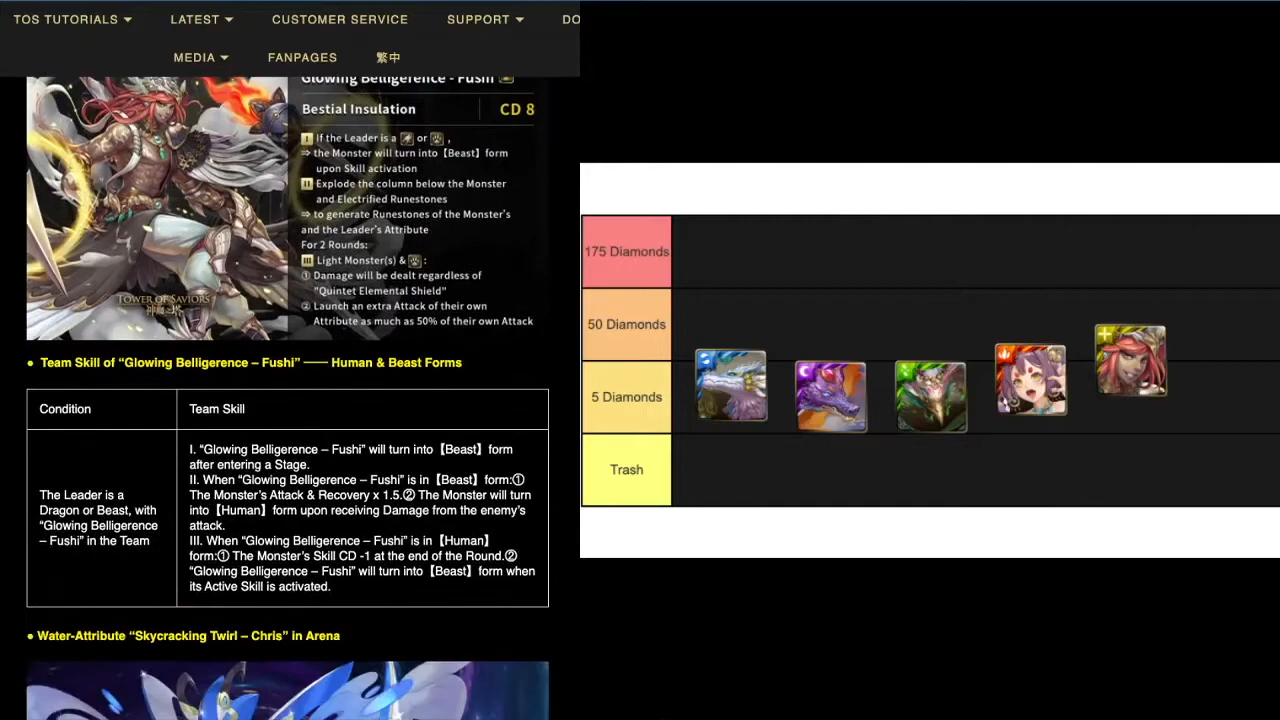 TOS TUTORIALS LATEST CUSTOMER SERVICE SUPPORT DO
MEDIA FANPAGES 繁中
Glowing Belligerence - Fushi
Bestial Insulation CD 8
I If the Leader is a or ,
⇒ the Monster will turn into【Beast】form
upon Skill activation
II Explode the column below the Monster
and Electrified Runestones
⇒ to generate Runestones of the Monster's
and the Leader's Attribute
For 2 Rounds:
III Light Monster(s) & :
① Damage will be dealt regardless of
"Quintet Elemental Shield"
② Launch an extra Attack of their own
Attribute as much as 50% of their own Attack
TOWER OF SAVIORS
神魔之塔
● Team Skill of “Glowing Belligerence – Fushi” —— Human & Beast Forms
Condition
Team Skill
The Leader is a
Dragon or Beast, with
“Glowing Belligerence
– Fushi” in the Team
I. “Glowing Belligerence – Fushi” will turn into【Beast】form
after entering a Stage.
II. When “Glowing Belligerence – Fushi” is in【Beast】form:①
The Monster’s Attack & Recovery x 1.5.② The Monster will turn
into【Human】form upon receiving Damage from the enemy’s
attack.
III. When “Glowing Belligerence – Fushi” is in【Human】
form:① The Monster’s Skill CD -1 at the end of the Round.②
“Glowing Belligerence – Fushi” will turn into【Beast】form when
its Active Skill is activated.
● Water-Attribute “Skycracking Twirl – Chris” in Arena
175 Diamonds
50 Diamonds
5 Diamonds
Trash